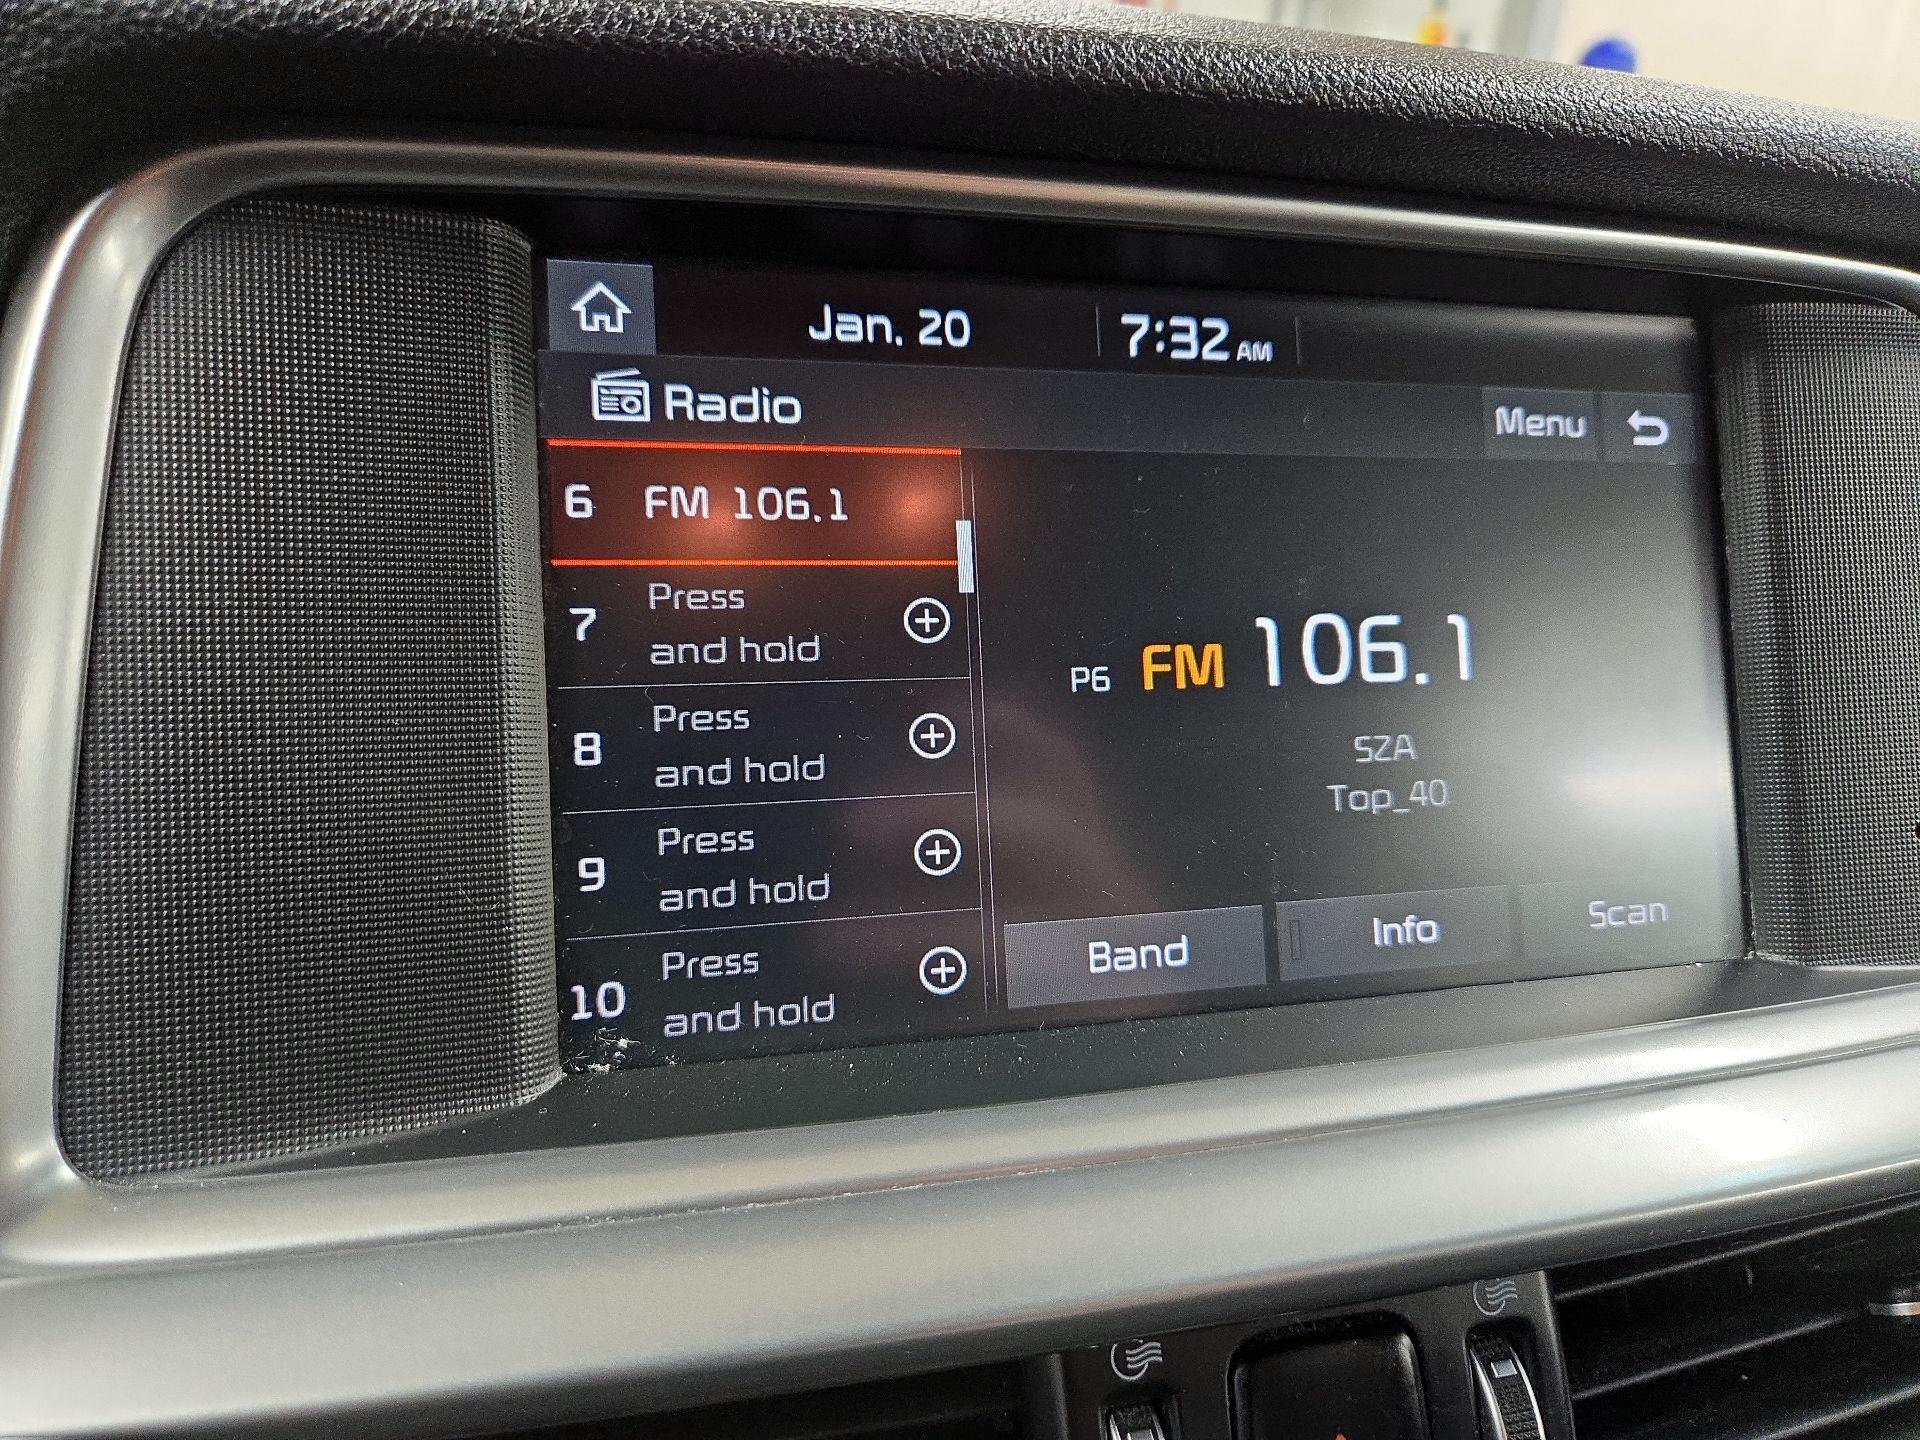 Jan. 20 7:32 AM
Radio Menu
6 FM 106.1
7 Press
and hold
8 Press
and hold
9 Press
and hold
10 Press
and hold
P6 FM 106.1
SZA
Top_40
Band Info Scan